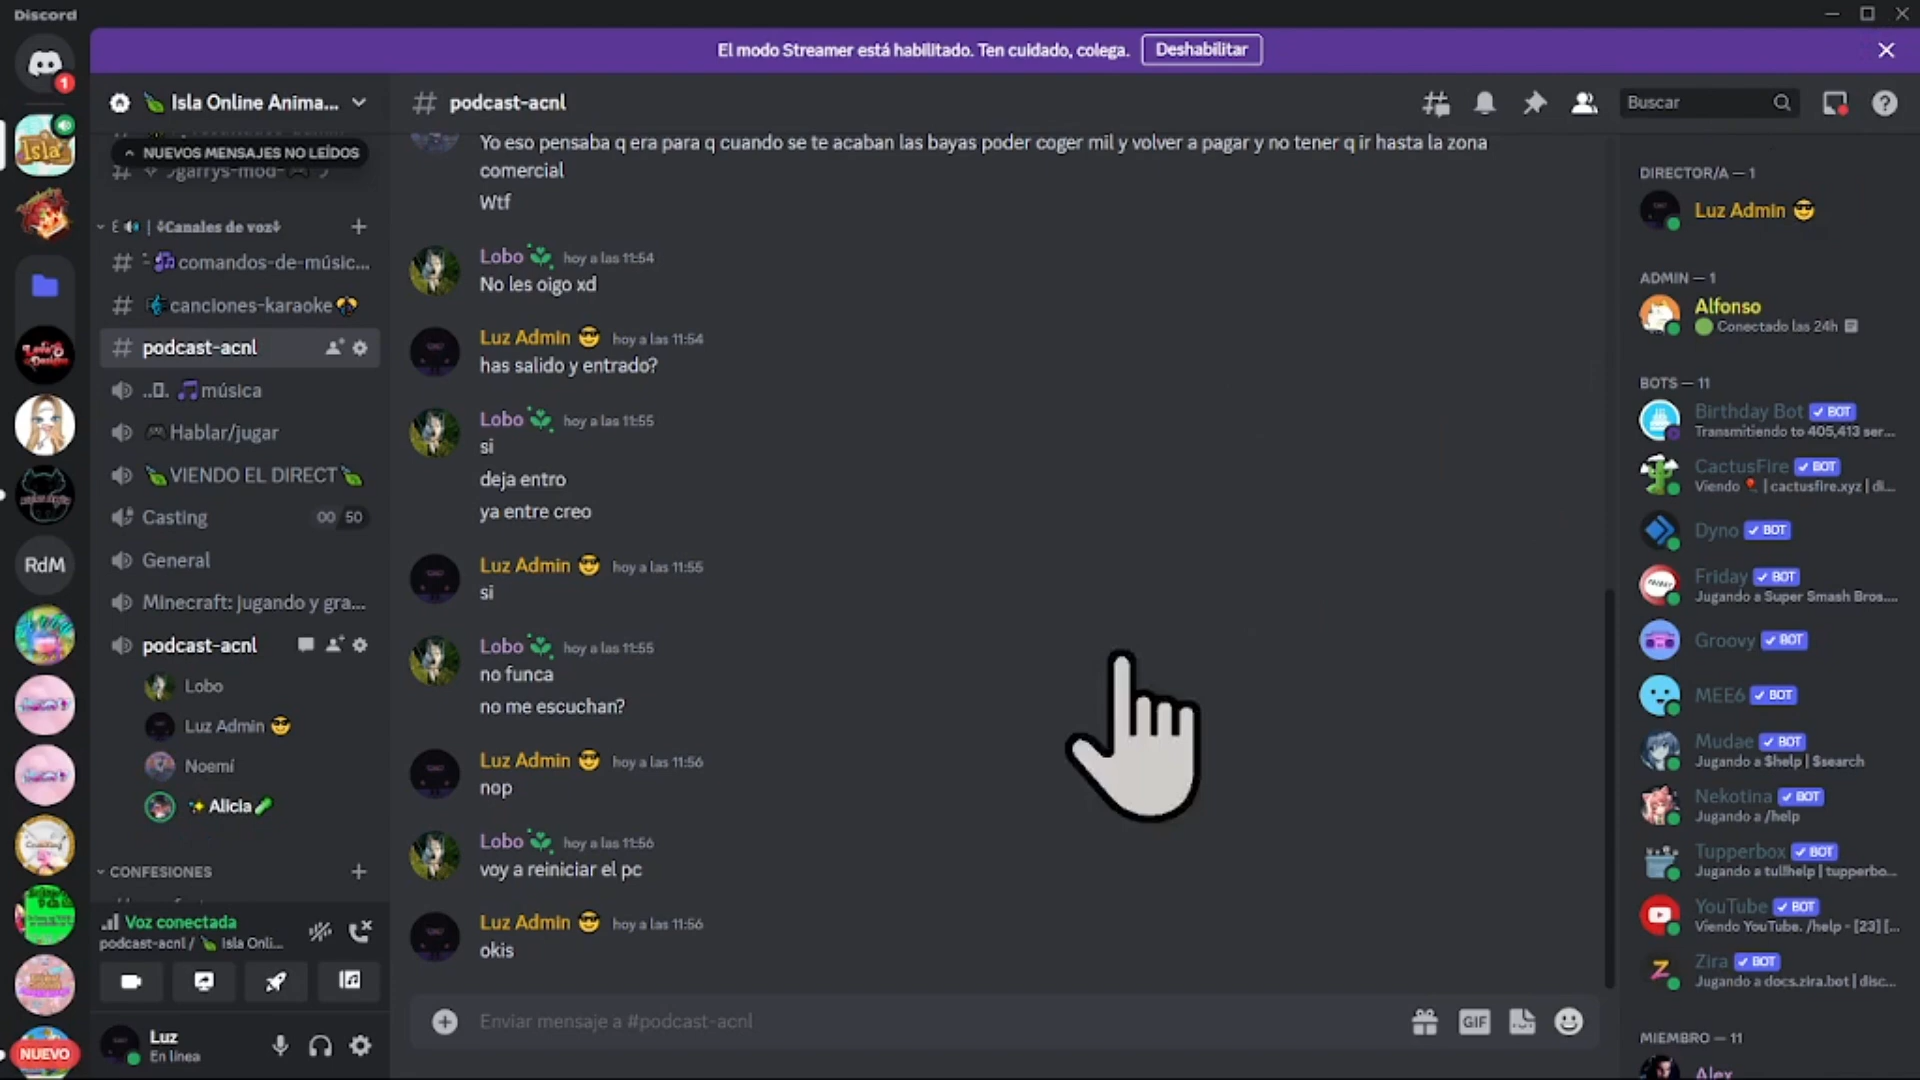 Discord
El modo Streamer está habilitado. Ten cuidado, colega.
Deshabilitar
1
Isla
RdM
NUEVO
Isla Online Anima...
NUEVOS MENSAJES NO LEÍDOS
garrys-mod-
Canales de voz
comandos-de-músic...
canciones-karaoke
podcast-acnl
música
Hablar/jugar
VIENDO EL DIRECT
Casting 00 50
General
Minecraft: jugando y gra...
podcast-acnl
Lobo
Luz Admin
Noemí
Alicia
CONFESIONES
Voz conectada
podcast-acnl / Isla Onli...
Luz
En línea
# podcast-acnl
Buscar
Yo eso pensaba q era para q cuando se te acaban las bayas poder coger mil y volver a pagar y no tener q ir hasta la zona
comercial
Wtf
Lobo hoy a las 11:54
No les oigo xd
Luz Admin hoy a las 11:54
has salido y entrado?
Lobo hoy a las 11:55
si
deja entro
ya entre creo
Luz Admin hoy a las 11:55
si
Lobo hoy a las 11:55
no funca
no me escuchan?
Luz Admin hoy a las 11:56
nop
Lobo hoy a las 11:56
voy a reiniciar el pc
Luz Admin hoy a las 11:56
okis
Enviar mensaje a #podcast-acnl
GIF
DIRECTOR/A — 1
Luz Admin
ADMIN — 1
Alfonso
Conectado las 24h
BOTS — 11
Birthday Bot ✓ BOT
Transmitiendo to 405,413 ser...
CactusFire ✓ BOT
Viendo | cactusfire.xyz | di...
Dyno ✓ BOT
Friday ✓ BOT
Jugando a Super Smash Bros....
Groovy ✓ BOT
MEE6 ✓ BOT
Mudae ✓ BOT
Jugando a $help | $search
Nekotina ✓ BOT
Jugando a /help
Tupperbox ✓ BOT
Jugando a tul!help | tupperbo...
YouTube ✓ BOT
Viendo YouTube. /help - [23] [...
Zira ✓ BOT
Jugando a docs.zira.bot | disc...
MIEMBRO — 11
Alex